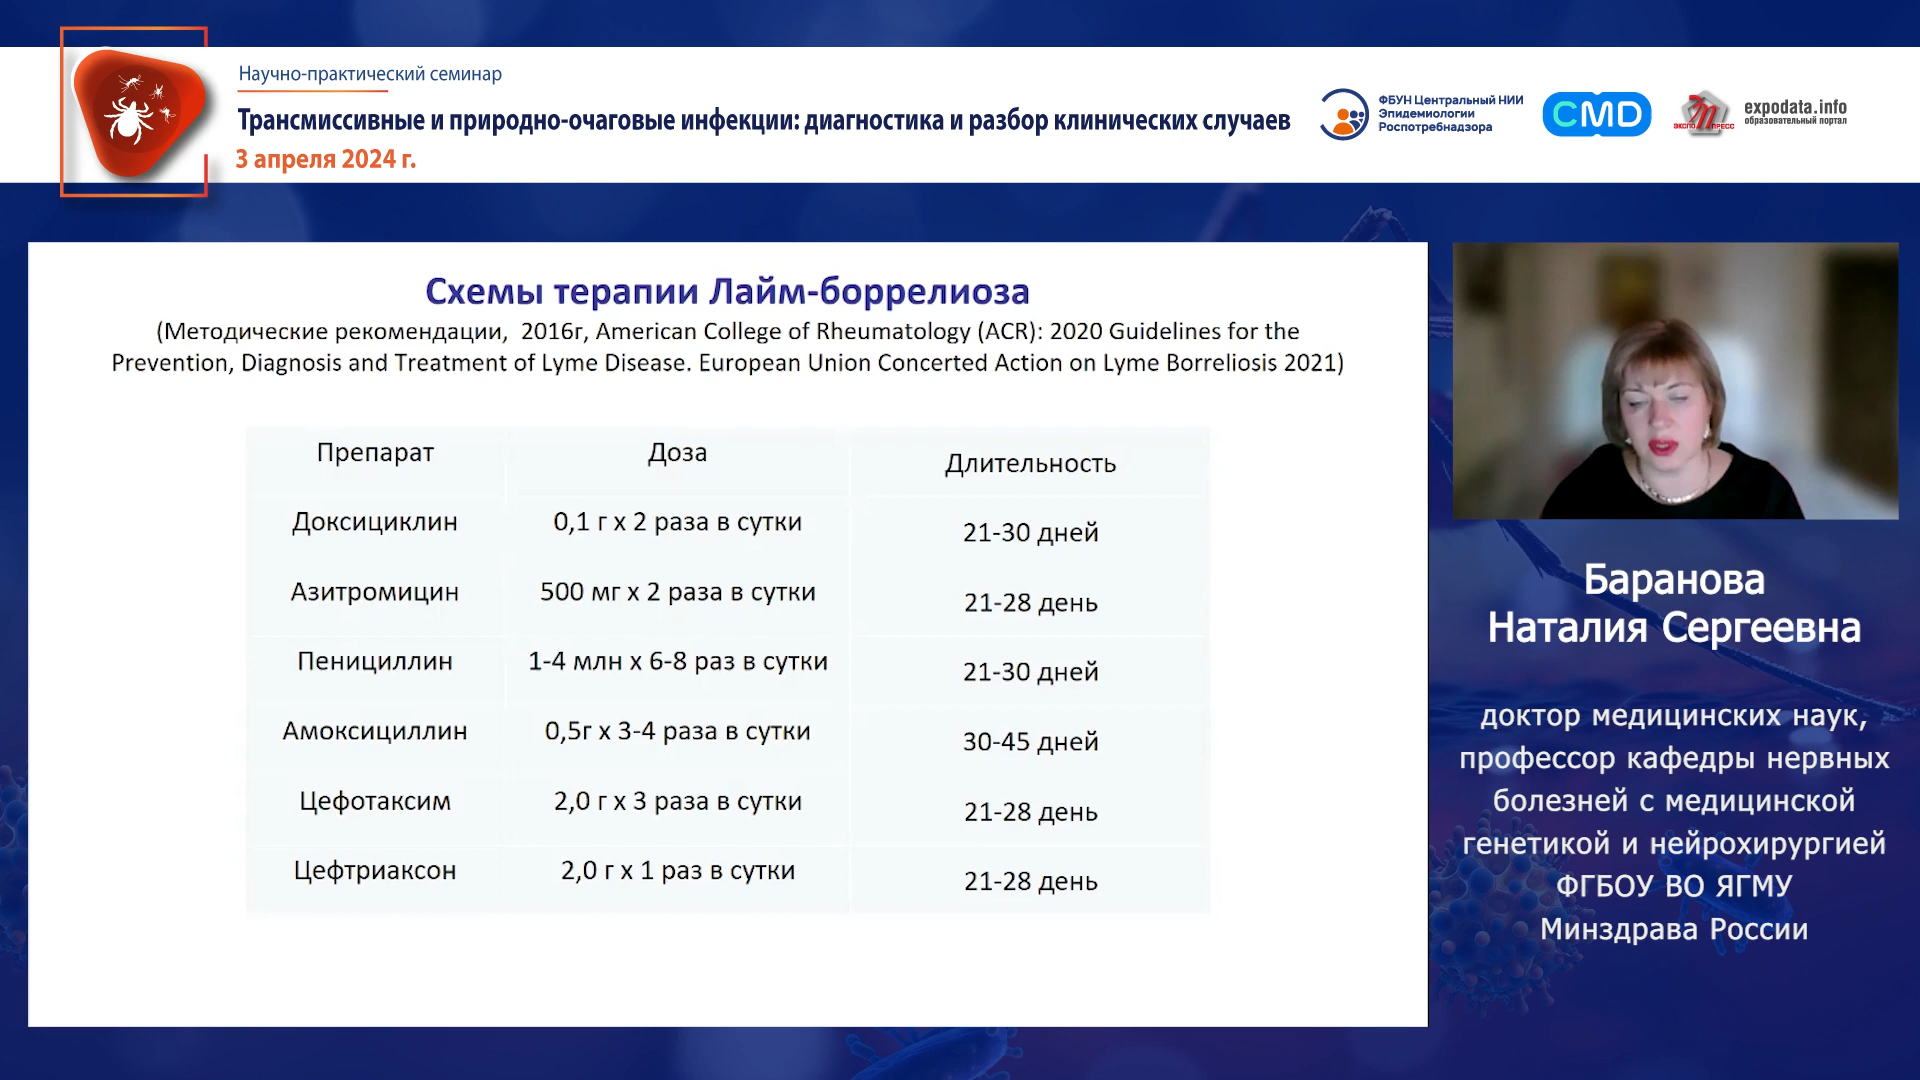 Научно-практический семинар
Трансмиссивные и природно-очаговые инфекции: диагностика и разбор клинических случаев
3 апреля 2024 г.
ФБУН Центральный НИИ
Эпидемиологии
Роспотребнадзора
CMD
ЭКСПО ПРЕСС
expodata.info
образовательный портал
Схемы терапии Лайм-боррелиоза
(Методические рекомендации, 2016г, American College of Rheumatology (ACR): 2020 Guidelines for the
Prevention, Diagnosis and Treatment of Lyme Disease. European Union Concerted Action on Lyme Borreliosis 2021)
Препарат Доза Длительность
Доксициклин 0,1 г х 2 раза в сутки 21-30 дней
Азитромицин 500 мг х 2 раза в сутки 21-28 день
Пенициллин 1-4 млн х 6-8 раз в сутки 21-30 дней
Амоксициллин 0,5г х 3-4 раза в сутки 30-45 дней
Цефотаксим 2,0 г х 3 раза в сутки 21-28 день
Цефтриаксон 2,0 г х 1 раз в сутки 21-28 день
Баранова
Наталия Сергеевна
доктор медицинских наук,
профессор кафедры нервных
болезней с медицинской
генетикой и нейрохирургией
ФГБОУ ВО ЯГМУ
Минздрава России